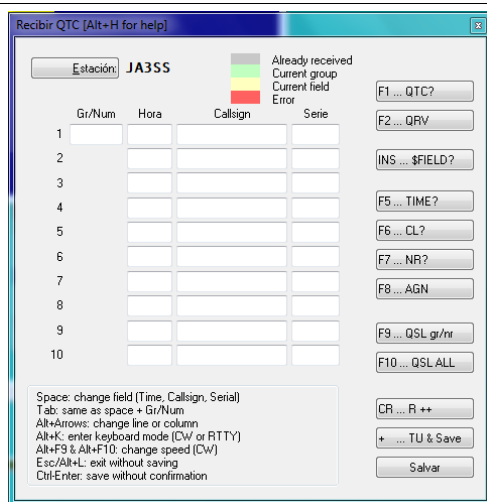 Recibir QTC [Alt+H for help]
Estación: JA3SS
Already received
Current group
Current field
Error
Gr/Num Hora Callsign Serie
1
2
3
4
5
6
7
8
9
10
F1 ... QTC?
F2 ... QRV
INS ... $FIELD?
F5 ... TIME?
F6 ... CL?
F7 ... NR?
F8 ... AGN
F9 ... QSL gr/nr
F10 ... QSL ALL
CR ... R ++
+ ... TU & Save
Salvar
Space: change field (Time, Callsign, Serial)
Tab: same as space + Gr/Num
Alt+Arrows: change line or column
Alt+K: enter keyboard mode (CW or RTTY)
Alt+F9 & Alt+F10: change speed (CW)
Esc/Alt+L: exit without saving
Ctrl-Enter: save without confirmation